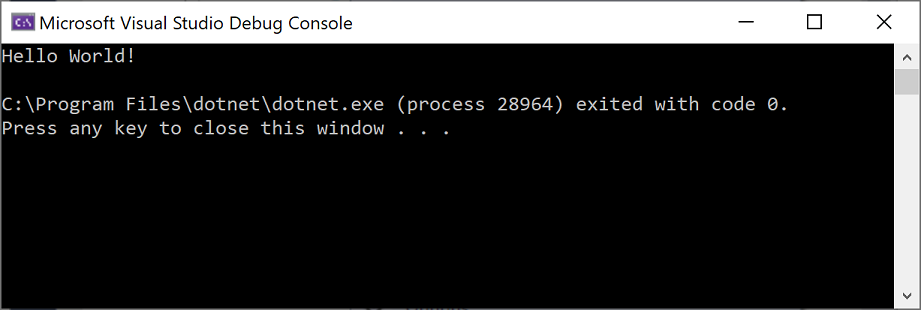 C:\
Microsoft Visual Studio Debug Console
Hello World!
C:\Program Files\dotnet\dotnet.exe (process 28964) exited with code 0.
Press any key to close this window . . .